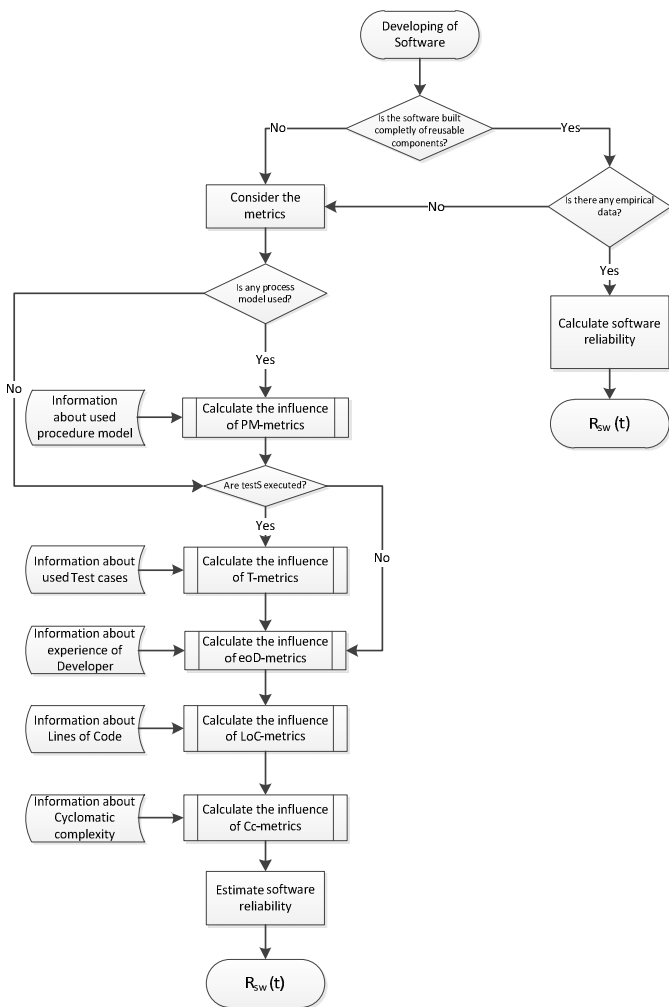 Developing of
Software
Is the software built
completly of reusable
components?
No
Yes
Consider the
metrics
No
Is there any empirical
data?
Is any process
model used?
Yes
Calculate software
reliability
Yes
No
Information
about used
procedure model
Calculate the influence
of PM-metrics
Rsw (t)
Are testS executed?
Yes
No
Information about
used Test cases
Calculate the influence
of T-metrics
Information about
experience of
Developer
Calculate the influence
of eoD-metrics
Information about
Lines of Code
Calculate the influence
of LoC-metrics
Information about
Cyclomatic
complexity
Calculate the influence
of Cc-metrics
Estimate software
reliability
Rsw (t)